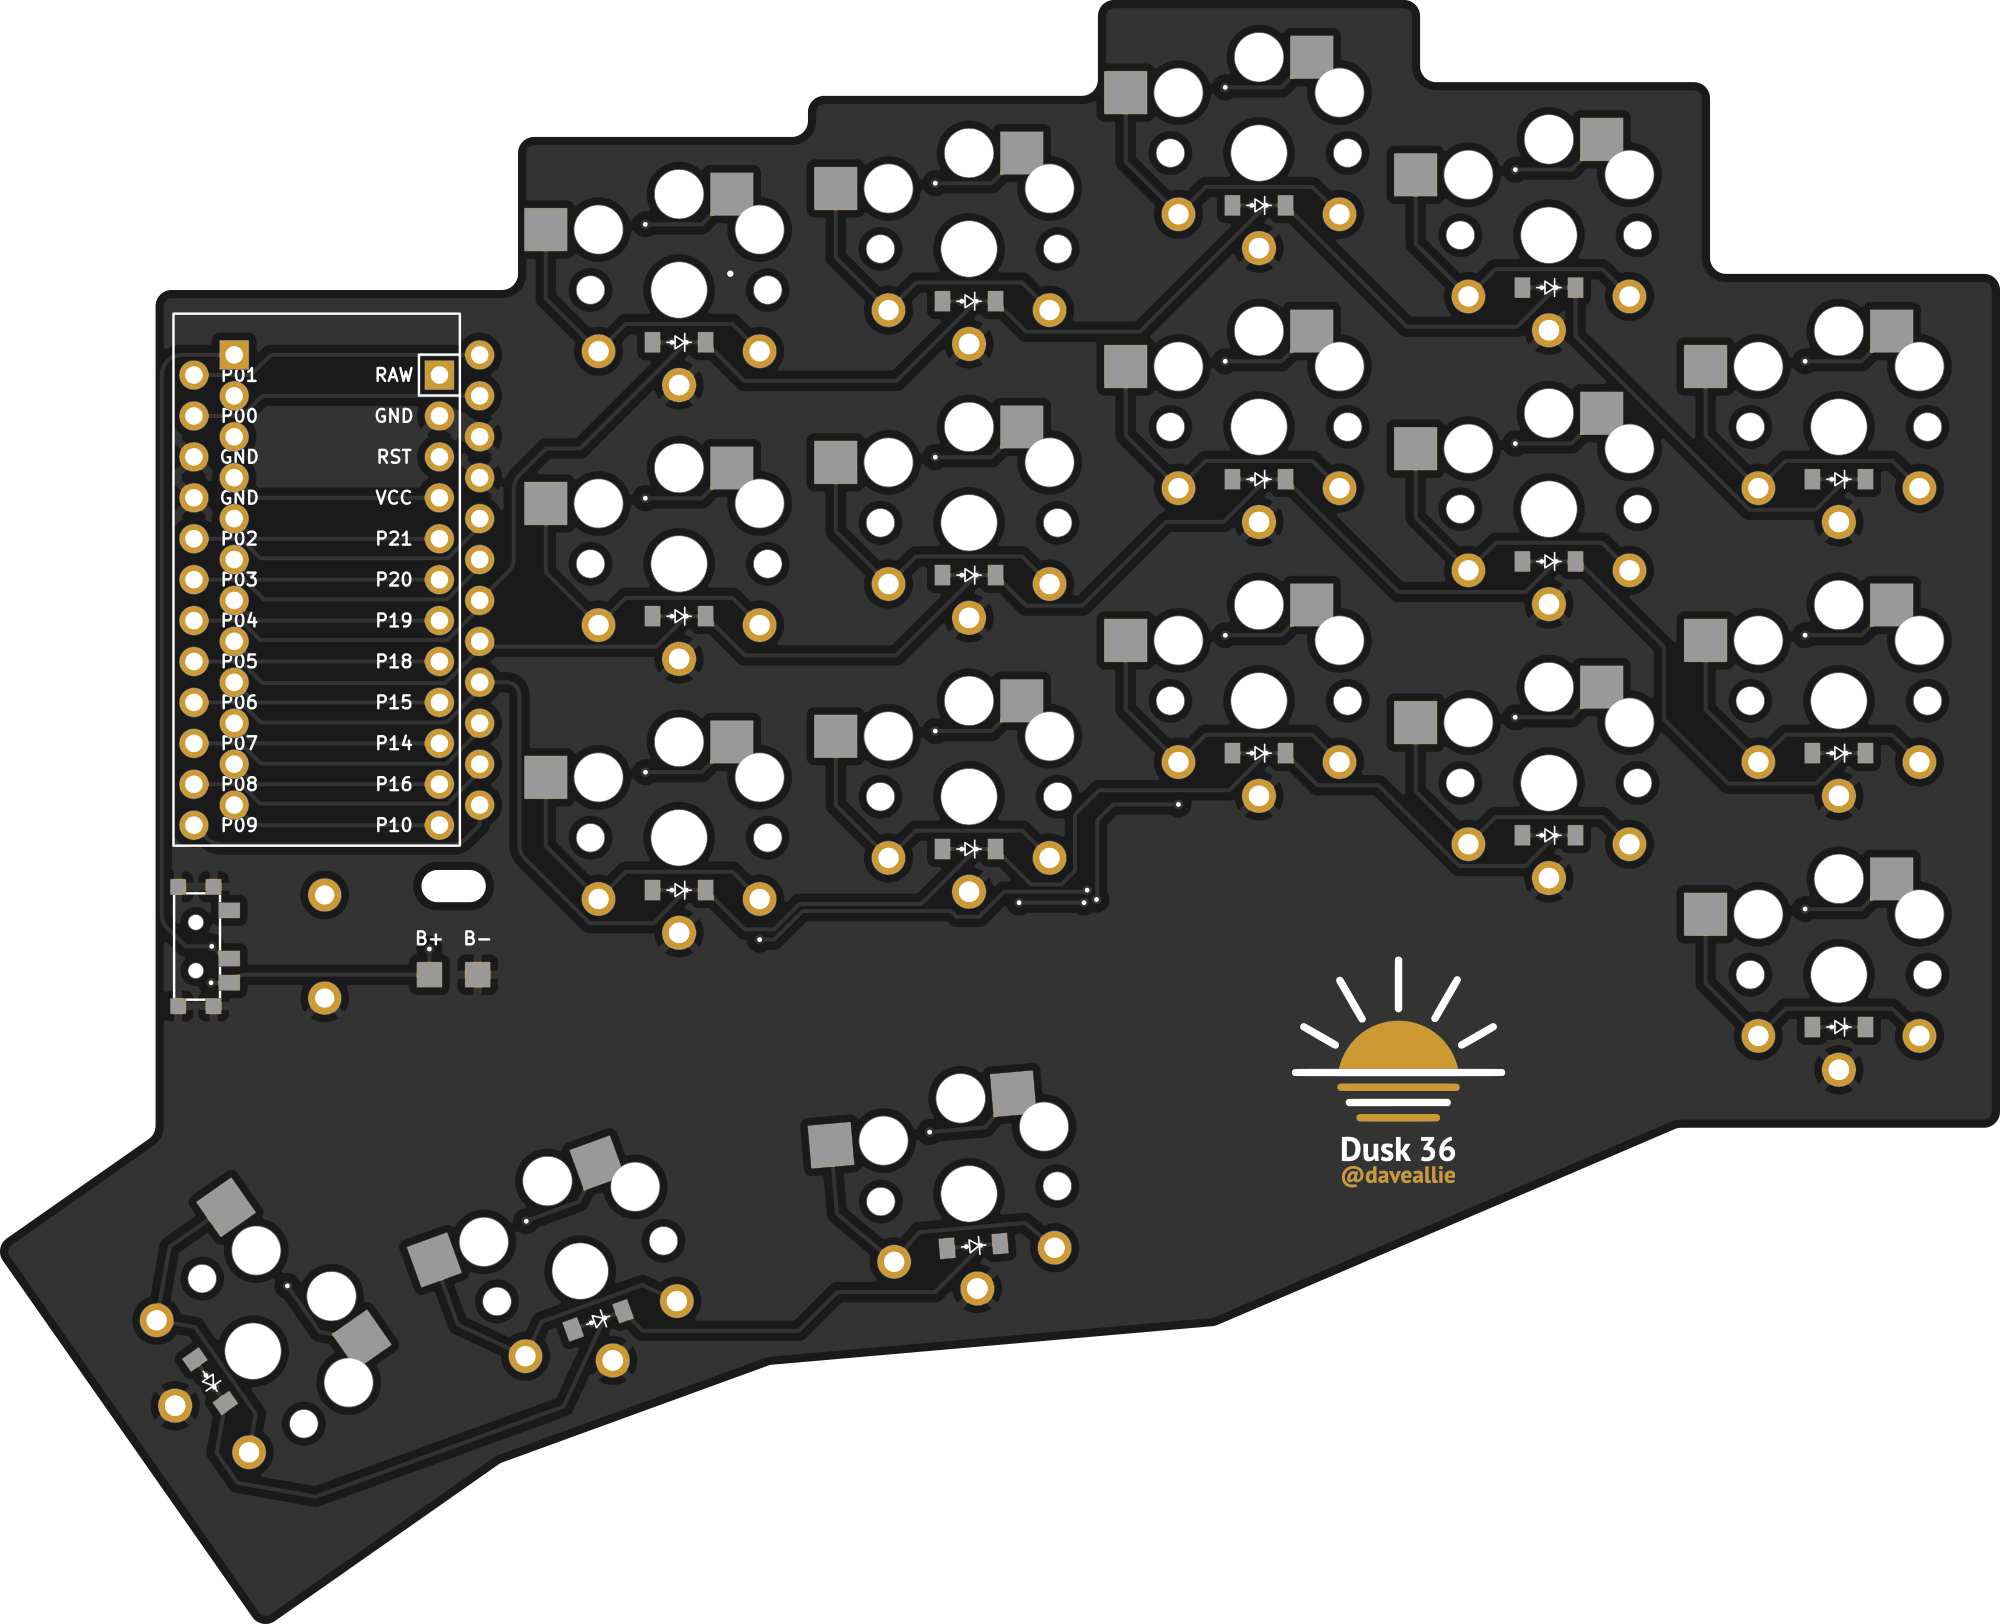 P01 RAW
P00 GND
GND RST
GND VCC
P02 P21
P03 P20
P04 P19
P05 P18
P06 P15
P07 P14
P08 P16
P09 P10
B+ B-
Dusk 36
@daveallie